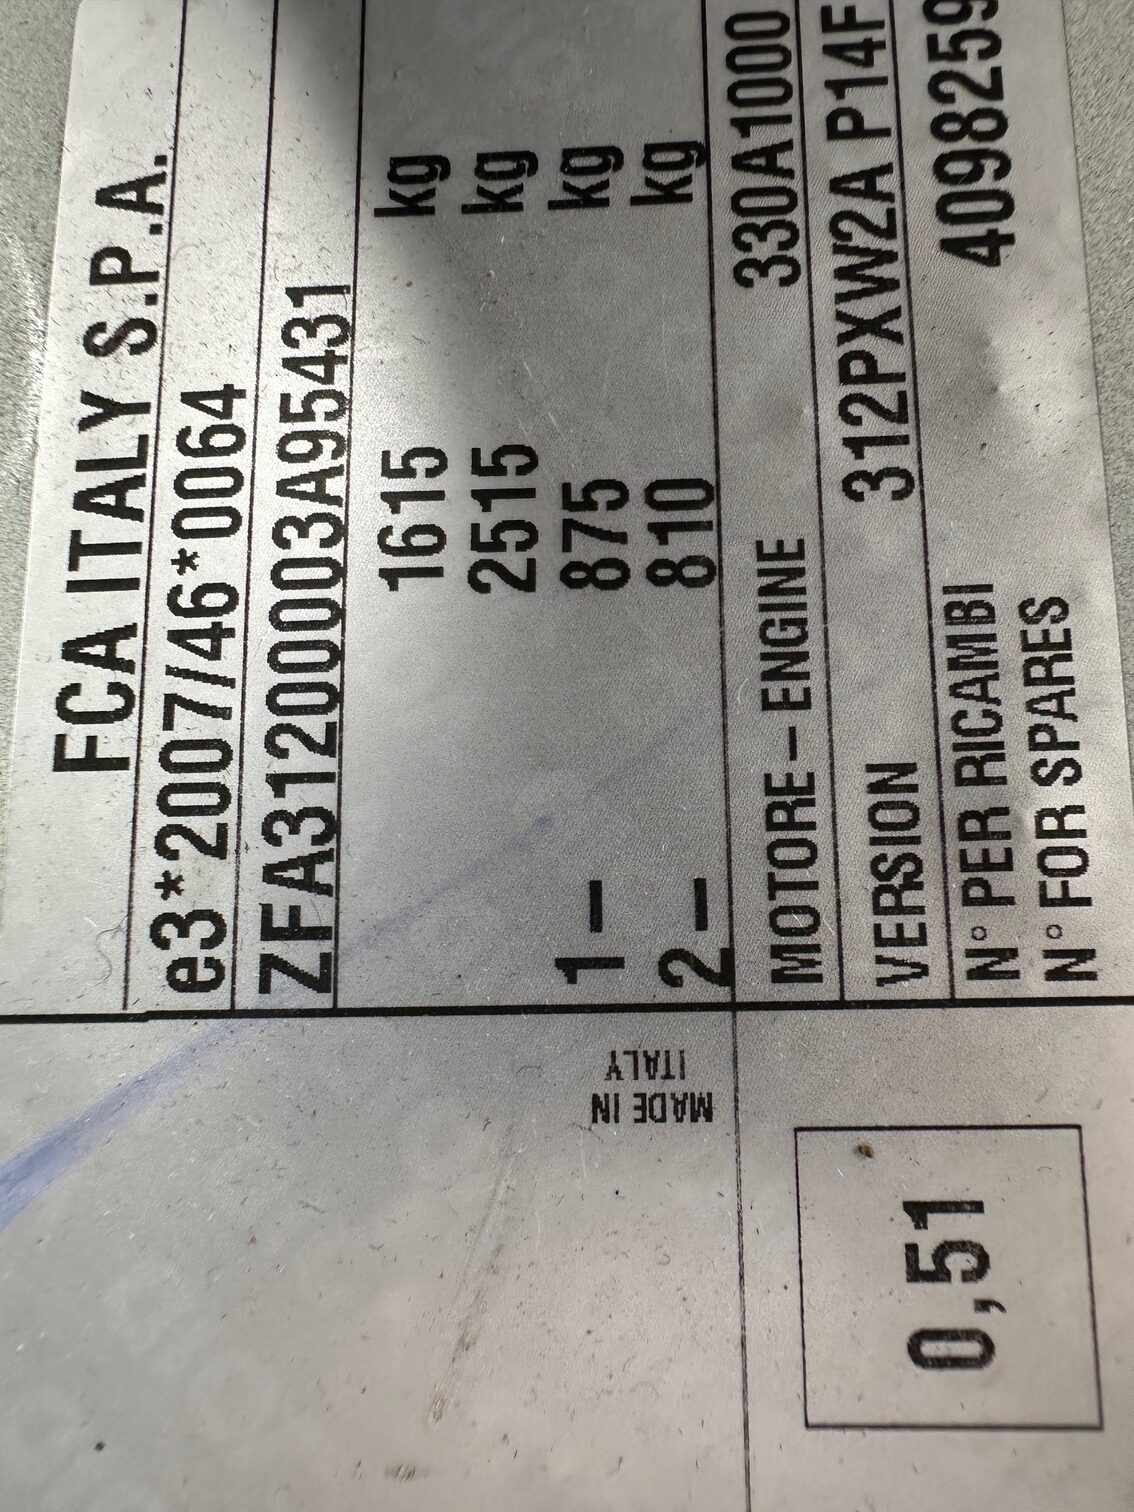 FCA ITALY S.P.A.
e3*2007/46*0064
ZFA31200003A95431
1615 kg
2515 kg
1– 875 kg
2– 810 kg
MOTORE – ENGINE 330A1000
VERSION 312PXW2A P14F
N° PER RICAMBI
N° FOR SPARES 4098259
MADE IN
ITALY
0,51